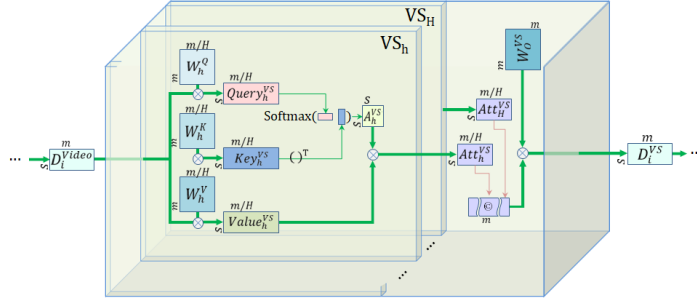 VS_H
VS_h
m/H
m W_h^Q
m/H
s Query_h^VS
m/H
m W_h^K
m/H
s Key_h^VS
( )^T
m/H
m W_h^V
m/H
s Value_h^VS
Softmax( )
s
s A_h^VS
m/H
s Att_H^VS
m/H
s Att_h^VS
©
m
m
m W_O^VS
...
m
s D_i^Video
m
s D_i^VS
...
...
...